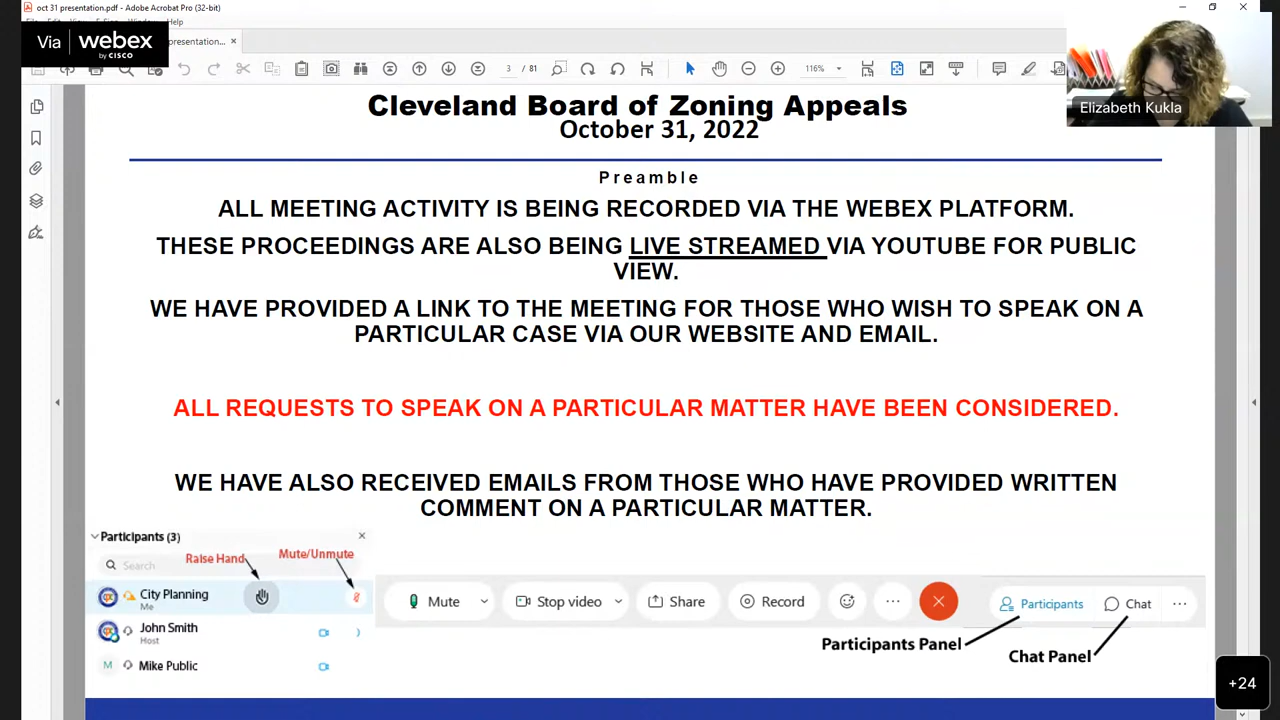 oct 31 presentation.pdf - Adobe Acrobat Pro (32-bit)
Help
Via webex by CISCO
presentation...
3 / 81
116%
Elizabeth Kukla
Cleveland Board of Zoning Appeals
October 31, 2022
Preamble
ALL MEETING ACTIVITY IS BEING RECORDED VIA THE WEBEX PLATFORM.
THESE PROCEEDINGS ARE ALSO BEING LIVE STREAMED VIA YOUTUBE FOR PUBLIC
VIEW.
WE HAVE PROVIDED A LINK TO THE MEETING FOR THOSE WHO WISH TO SPEAK ON A
PARTICULAR CASE VIA OUR WEBSITE AND EMAIL.
ALL REQUESTS TO SPEAK ON A PARTICULAR MATTER HAVE BEEN CONSIDERED.
WE HAVE ALSO RECEIVED EMAILS FROM THOSE WHO HAVE PROVIDED WRITTEN
COMMENT ON A PARTICULAR MATTER.
Participants (3)
Raise Hand
Mute/Unmute
Search
City Planning
Me
John Smith
Host
M Mike Public
Mute
Stop video
Share
Record
Participants
Chat
Participants Panel
Chat Panel
+24